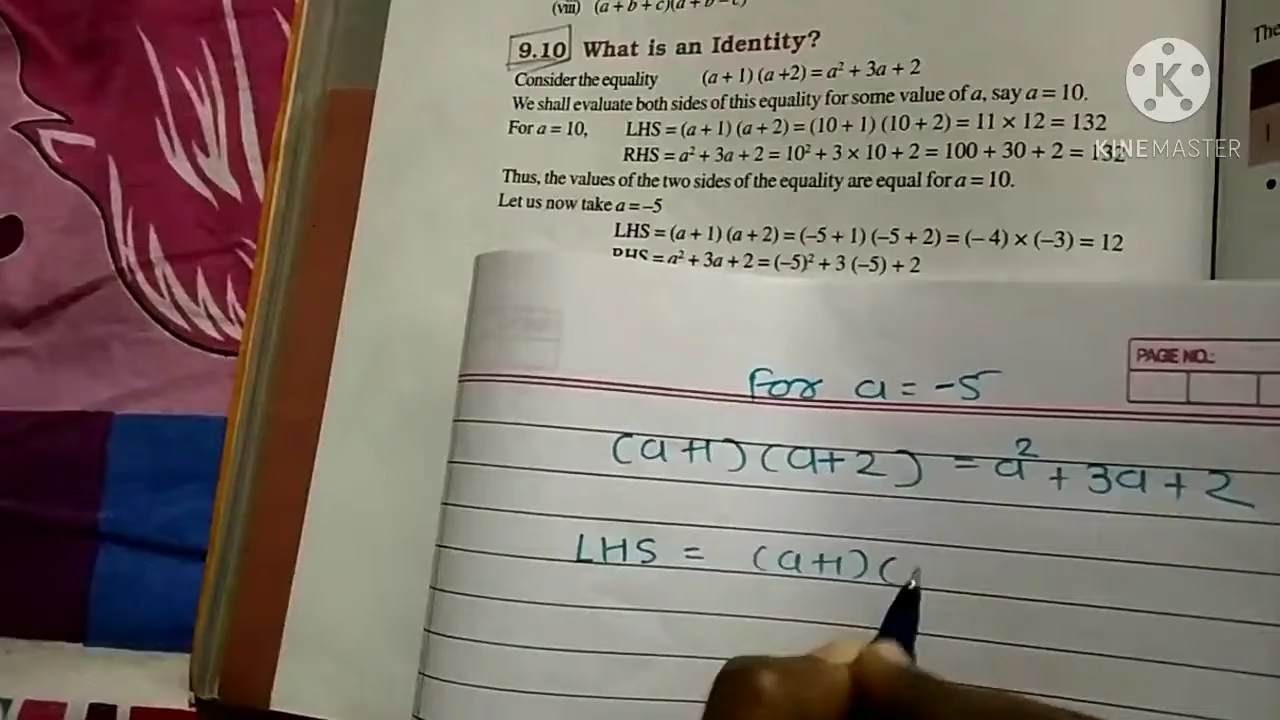 (viii) (a + b + c)(a + b – c)
9.10 What is an Identity?
The
Consider the equality (a + 1) (a +2) = a² + 3a + 2
We shall evaluate both sides of this equality for some value of a, say a = 10.
For a = 10, LHS = (a + 1) (a + 2) = (10 + 1) (10 + 2) = 11 × 12 = 132
RHS = a² + 3a + 2 = 10² + 3 × 10 + 2 = 100 + 30 + 2 = 132
K
KINEMASTER
Thus, the values of the two sides of the equality are equal for a = 10.
Let us now take a = –5
LHS = (a + 1) (a + 2) = (–5 + 1) (–5 + 2) = (– 4) × (–3) = 12
RHS = a² + 3a + 2 = (–5)² + 3 (–5) + 2
PAGE NO.:
For a = -5
(a+1) (a+2) = a² + 3a + 2
LHS = (a+1) (